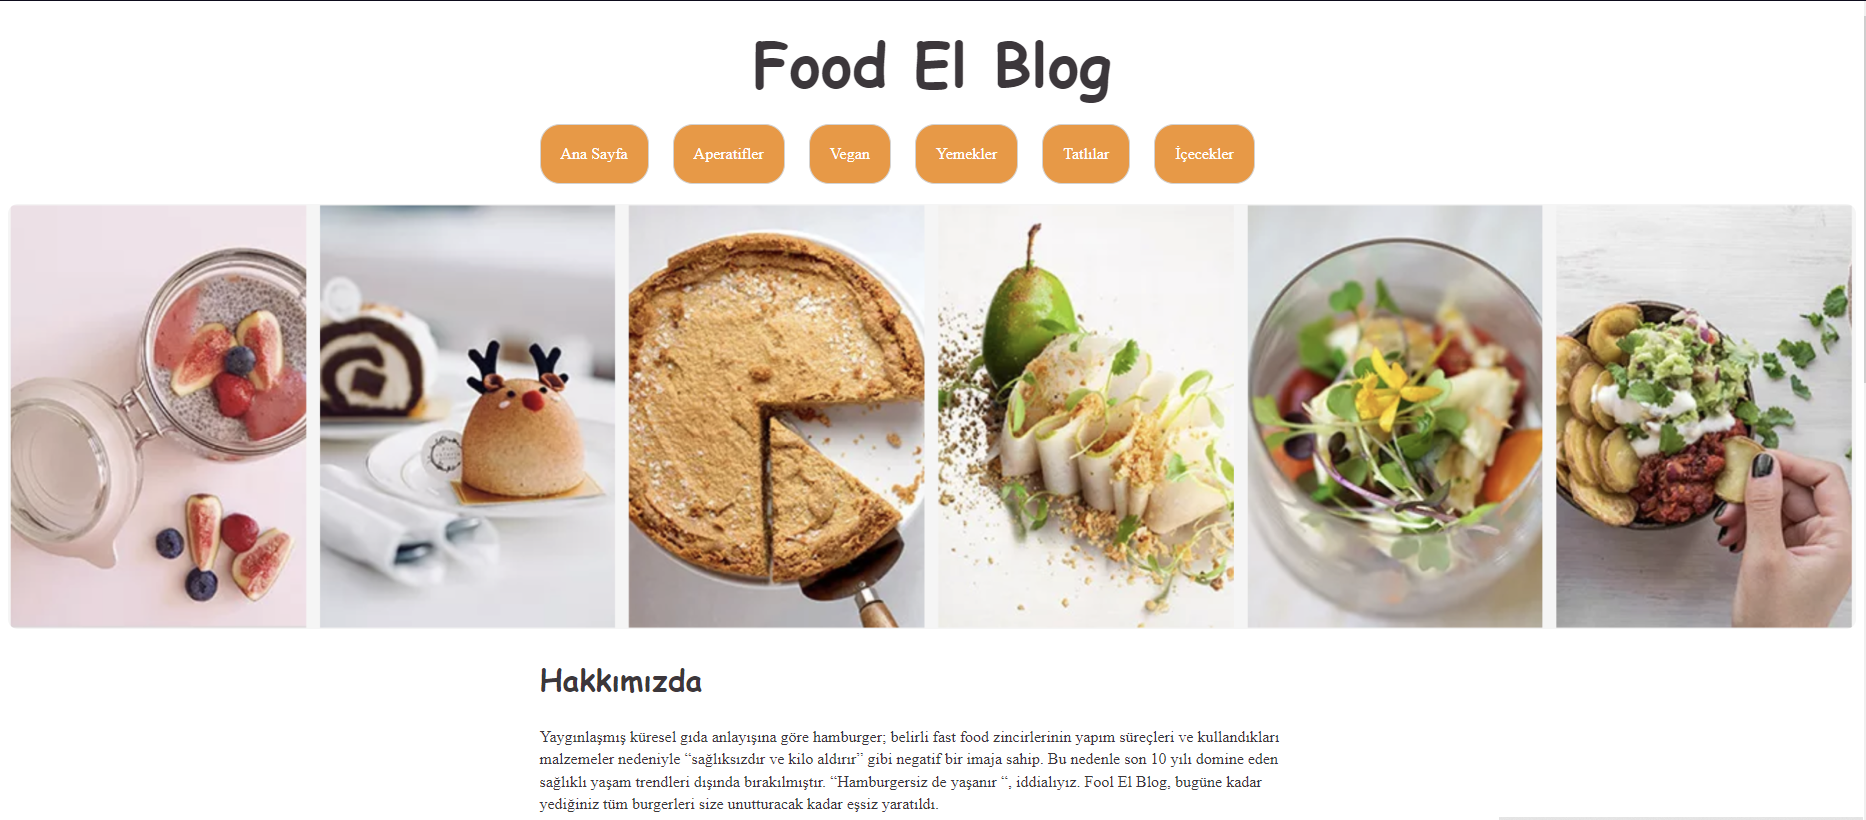 Food El Blog
Ana Sayfa
Aperatifler
Vegan
Yemekler
Tatlılar
İçecekler
Hakkımızda
Yaygınlaşmış küresel gıda anlayışına göre hamburger; belirli fast food zincirlerinin yapım süreçleri ve kullandıkları
malzemeler nedeniyle “sağlıksızdır ve kilo aldırır” gibi negatif bir imaja sahip. Bu nedenle son 10 yılı domine eden
sağlıklı yaşam trendleri dışında bırakılmıştır. “Hamburgersiz de yaşanır “, iddialıyız. Fool El Blog, bugüne kadar
yediğiniz tüm burgerleri size unutturacak kadar eşsiz yaratıldı.